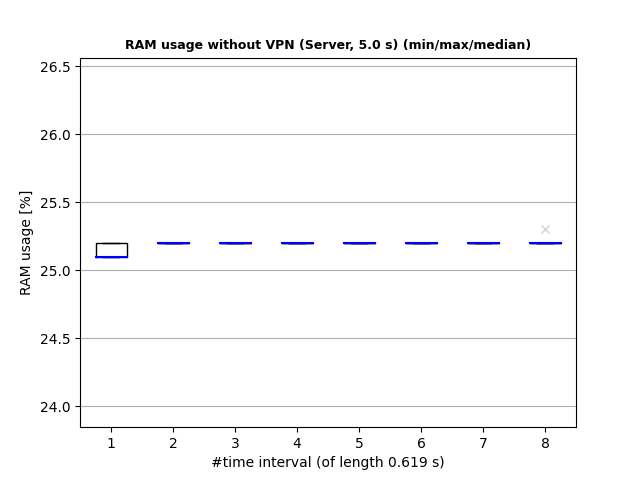 RAM usage without VPN (Server, 5.0 s) (min/max/median)
26.5
26.0
25.5
25.0
24.5
24.0
RAM usage [%]
1 2 3 4 5 6 7 8
#time interval (of length 0.619 s)